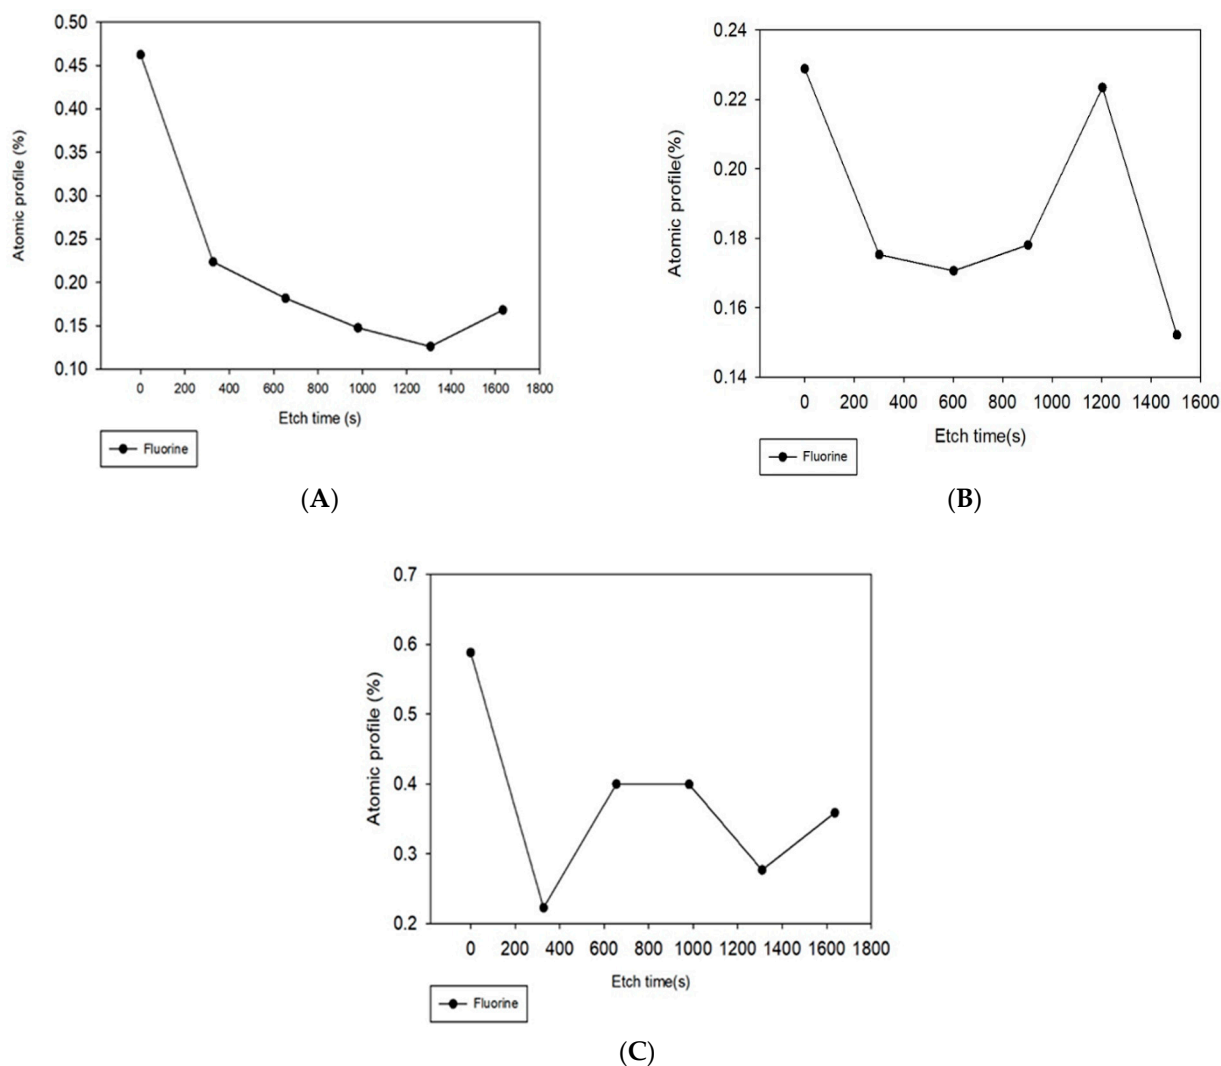 0.50
0.45
0.40
0.35
0.30
0.25
0.20
0.15
0.10
Atomic profile (%)
0 200 400 600 800 1000 1200 1400 1600 1800
Etch time (s)
Fluorine
(A)
0.24
0.22
0.20
0.18
0.16
0.14
Atomic profile(%)
0 200 400 600 800 1000 1200 1400 1600
Etch time(s)
Fluorine
(B)
0.7
0.6
0.5
0.4
0.3
0.2
Atomic profile (%)
0 200 400 600 800 1000 1200 1400 1600 1800
Etch time(s)
Fluorine
(C)